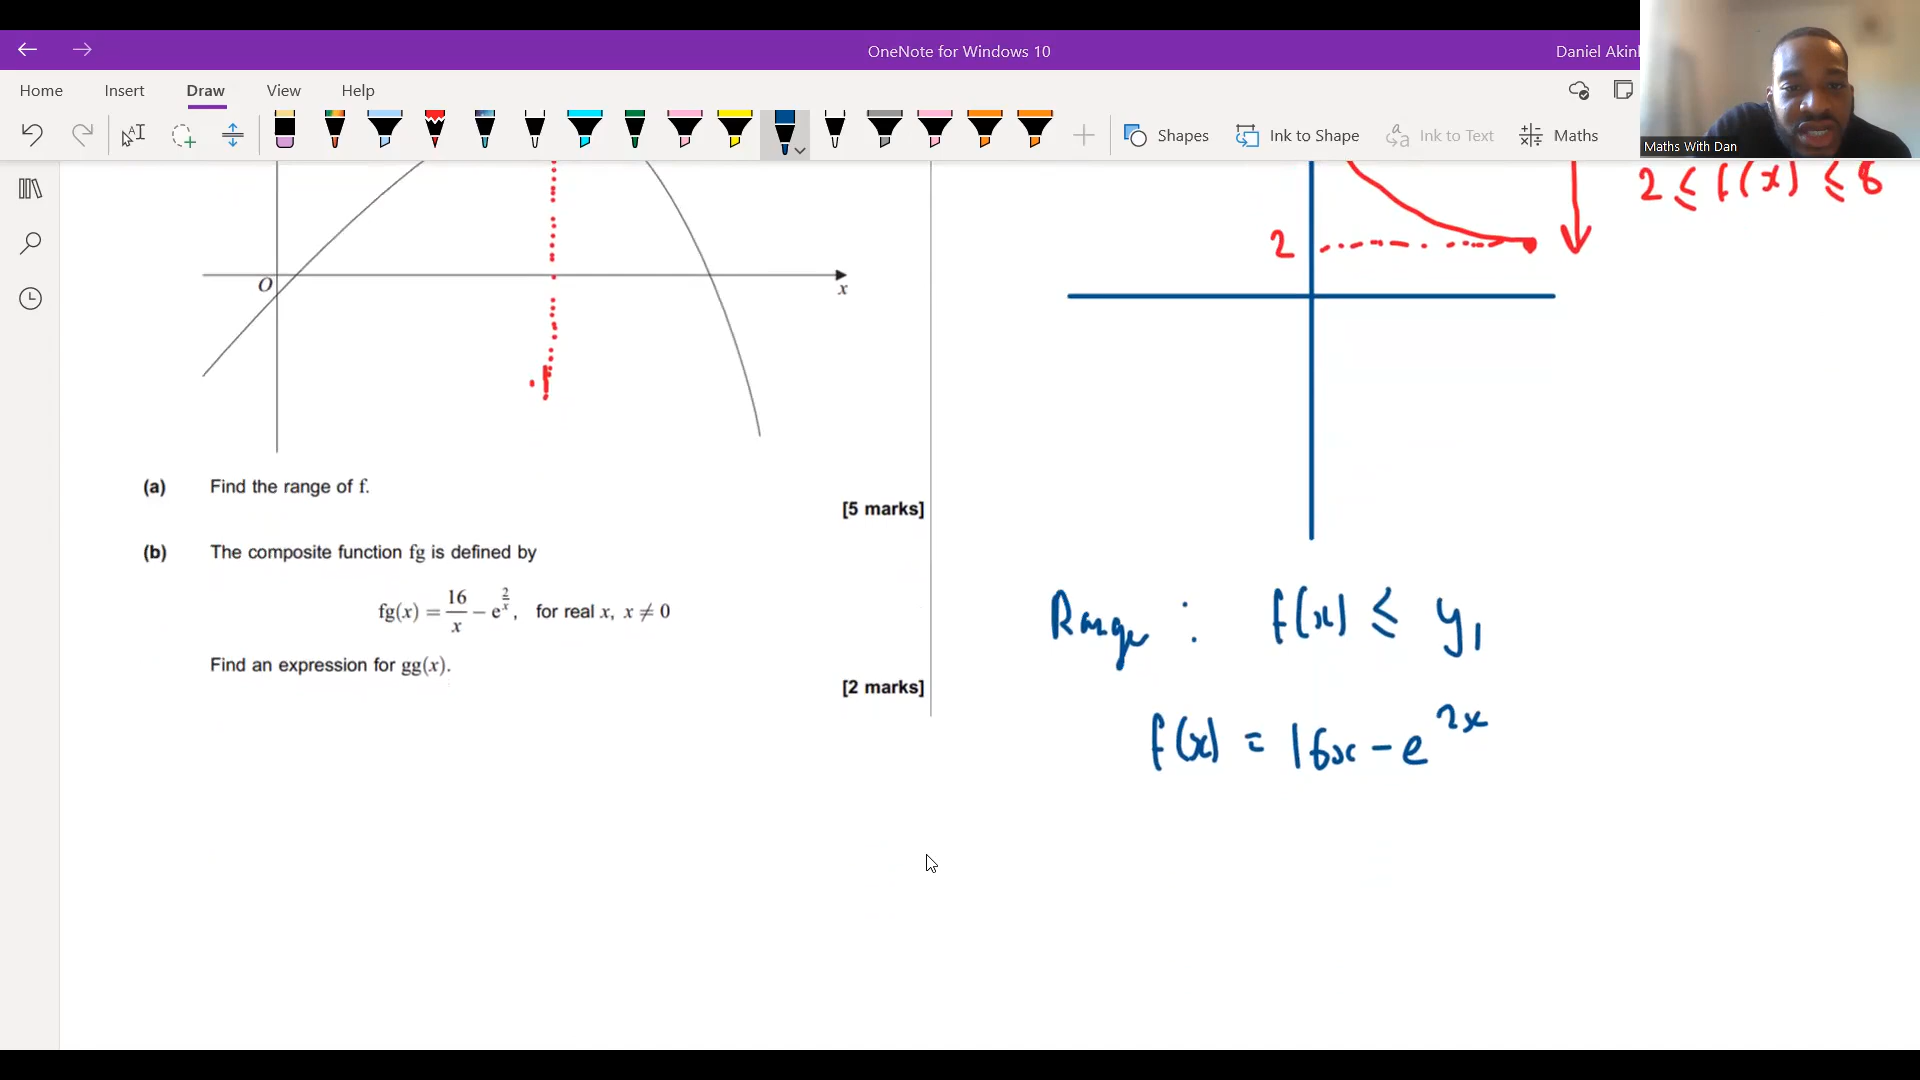 OneNote for Windows 10
Daniel Akin
Home Insert Draw View Help
Shapes Ink to Shape Ink to Text Maths
Maths With Dan
2 ≤ f(x) ≤ 8
2
O
x
(a) Find the range of f.
[5 marks]
(b) The composite function fg is defined by
fg(x) = 16/x − e^(2/x), for real x, x ≠ 0
Find an expression for gg(x).
[2 marks]
Range : f(x) ≤ y₁
f(x) = 16x − e^(2x)